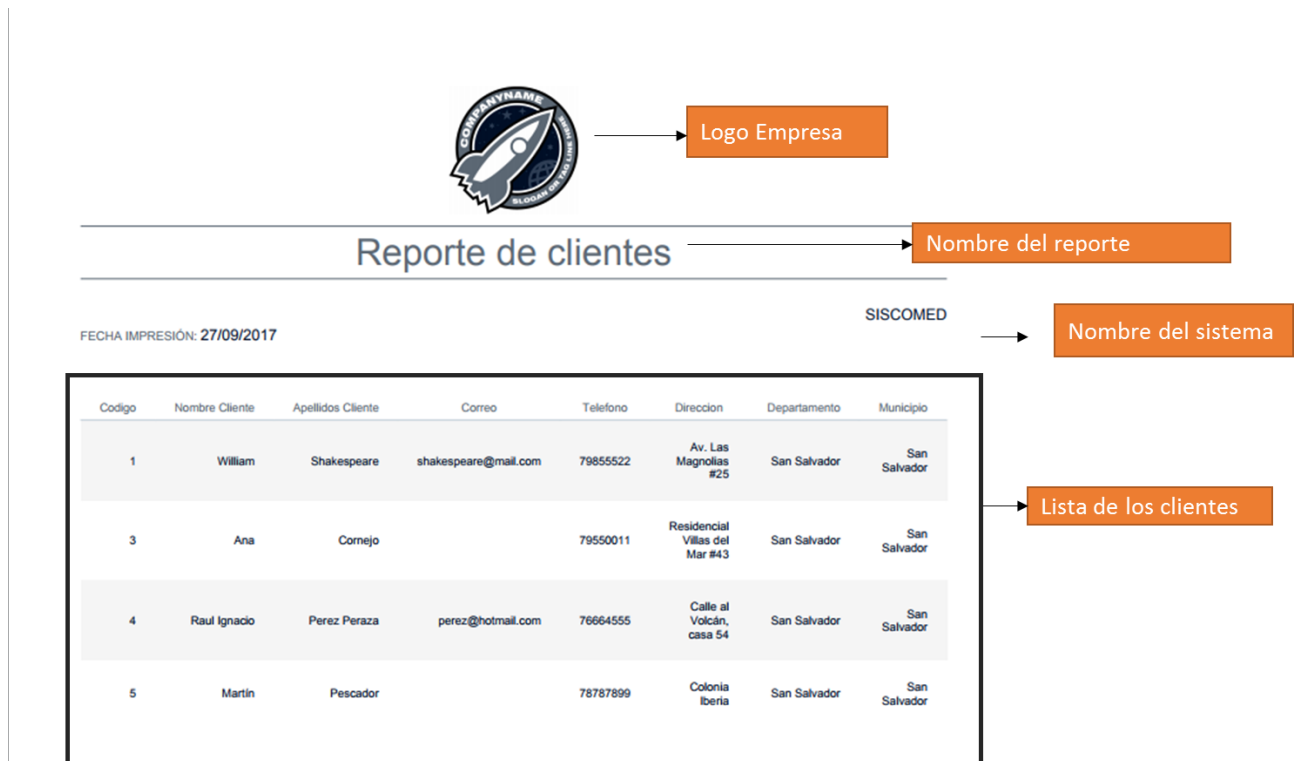 COMPANYNAME
SLOGAN OR TAG LINE HERE
Logo Empresa
Reporte de clientes
Nombre del reporte
SISCOMED
FECHA IMPRESIÓN: 27/09/2017
Nombre del sistema
Codigo Nombre Cliente Apellidos Cliente Correo Telefono Direccion Departamento Municipio
1 William Shakespeare shakespeare@mail.com 79855522 Av. Las Magnolias #25 San Salvador San Salvador
Lista de los clientes
3 Ana Cornejo 79550011 Residencial Villas del Mar #43 San Salvador San Salvador
4 Raul Ignacio Perez Peraza perez@hotmail.com 76664555 Calle al Volcán, casa 54 San Salvador San Salvador
5 Martín Pescador 78787899 Colonia Iberia San Salvador San Salvador